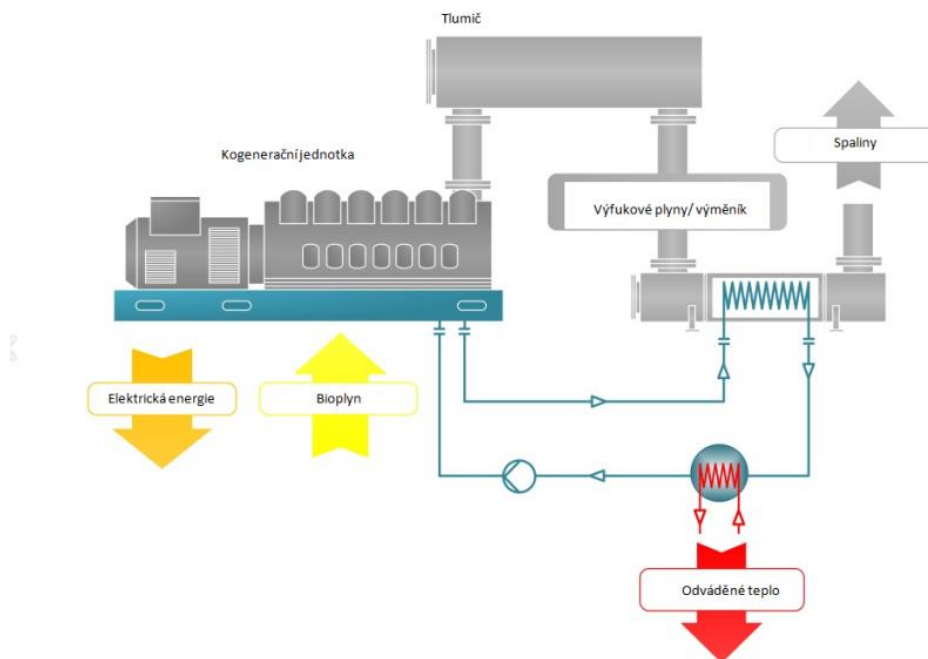 Tlumič
Spaliny
Kogenerační jednotka
Výfukové plyny/ výměník
Elektrická energie
Bioplyn
Odváděné teplo